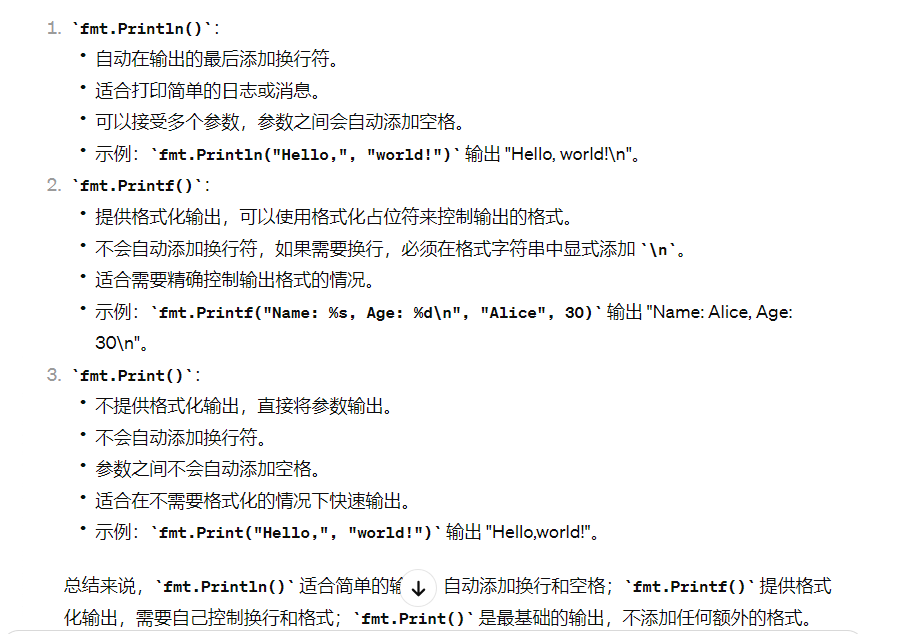 1. `fmt.Println()`:
• 自动在输出的最后添加换行符。
• 适合打印简单的日志或消息。
• 可以接受多个参数，参数之间会自动添加空格。
• 示例：`fmt.Println("Hello,", "world!")` 输出 "Hello, world!\n"。
2. `fmt.Printf()`:
• 提供格式化输出，可以使用格式化占位符来控制输出的格式。
• 不会自动添加换行符，如果需要换行，必须在格式字符串中显式添加 `\n`。
• 适合需要精确控制输出格式的情况。
• 示例：`fmt.Printf("Name: %s, Age: %d\n", "Alice", 30)` 输出 "Name: Alice, Age:
30\n"。
3. `fmt.Print()`:
• 不提供格式化输出，直接将参数输出。
• 不会自动添加换行符。
• 参数之间不会自动添加空格。
• 适合在不需要格式化的情况下快速输出。
• 示例：`fmt.Print("Hello,", "world!")` 输出 "Hello,world!"。
总结来说，`fmt.Println()` 适合简单的输 自动添加换行和空格；`fmt.Printf()` 提供格式
化输出，需要自己控制换行和格式；`fmt.Print()` 是最基础的输出，不添加任何额外的格式。